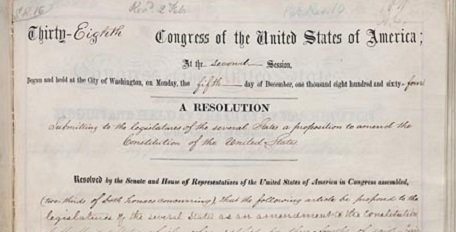 Thirty-Eighth Congress of the United States of America;
At the second Session,
Begun and held at the City of Washington, on Monday, the fifth day of December, one thousand eight hundred and sixty-four
A RESOLUTION
Submitting to the legislatures of the several States a proposition to amend the
Constitution of the United States.
Resolved by the Senate and House of Representatives of the United States of America in Congress assembled,
(two-thirds of both houses concurring), that the following article be proposed to the
legislatures of the several States as an amendment to the constitution